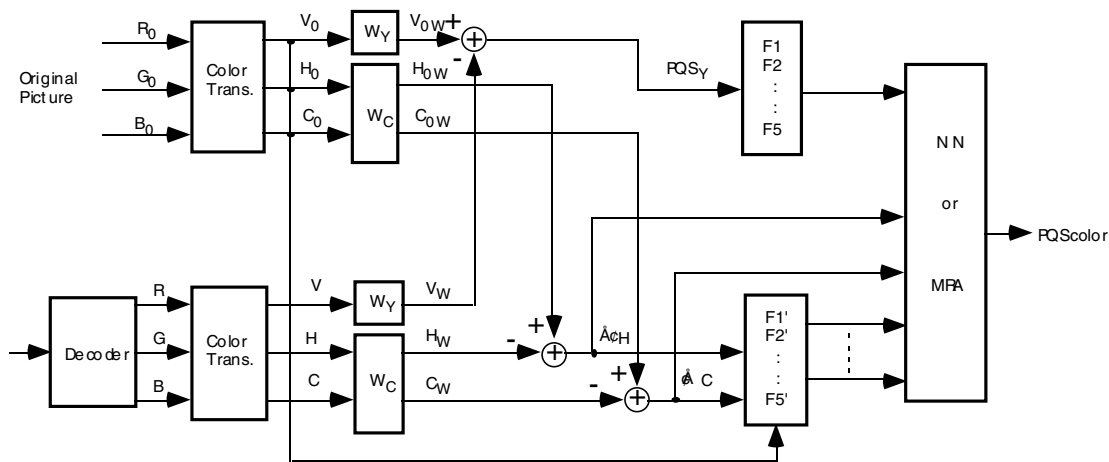 Original
Picture
R0
G0
B0
Color
Trans.
V0
H0
C0
WY
WC
V0W
H0W
C0W
+
-
+
PQSY
F1
F2
:
:
F5
NN
or
MRA
PQScolor
Decoder
R
G
B
Color
Trans.
V
H
C
WY
WC
VW
HW
CW
+
-
+
Å¢H
+
-
+
Å¢ C
F1'
F2'
:
:
F5'